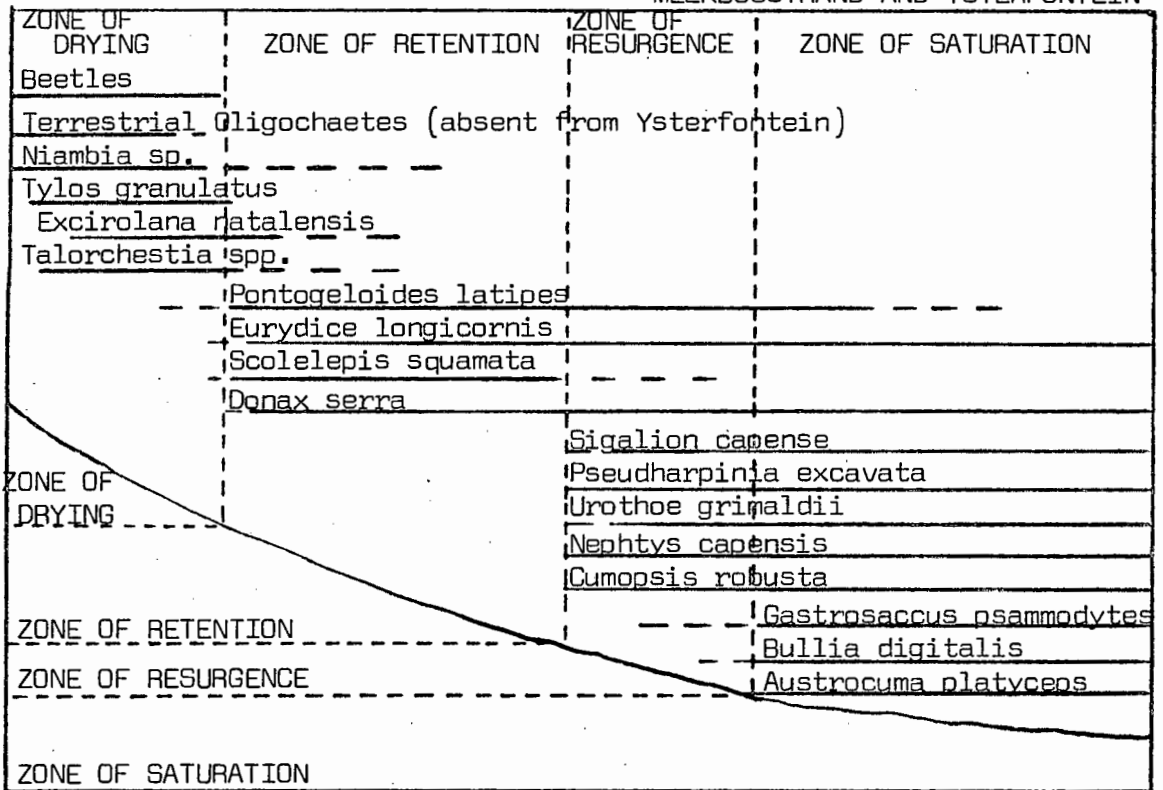 ZONE OF DRYING
ZONE OF RETENTION
ZONE OF RESURGENCE
ZONE OF SATURATION
Beetles
Terrestrial Oligochaetes (absent from Ysterfontein)
Niambia sp.
Tylos granulatus
Excirolana natalensis
Talorchestia spp.
Pontogeloides latipes
Eurydice longicornis
Scolelepis squamata
Donax serra
Sigalion capense
Pseudharpinia excavata
Urothoe grimaldii
Nephtys capensis
Cumopsis robusta
Gastrosaccus psammodytes
Bullia digitalis
Austrocuma platyceps
ZONE OF
DRYING
ZONE OF RETENTION
ZONE OF RESURGENCE
ZONE OF SATURATION